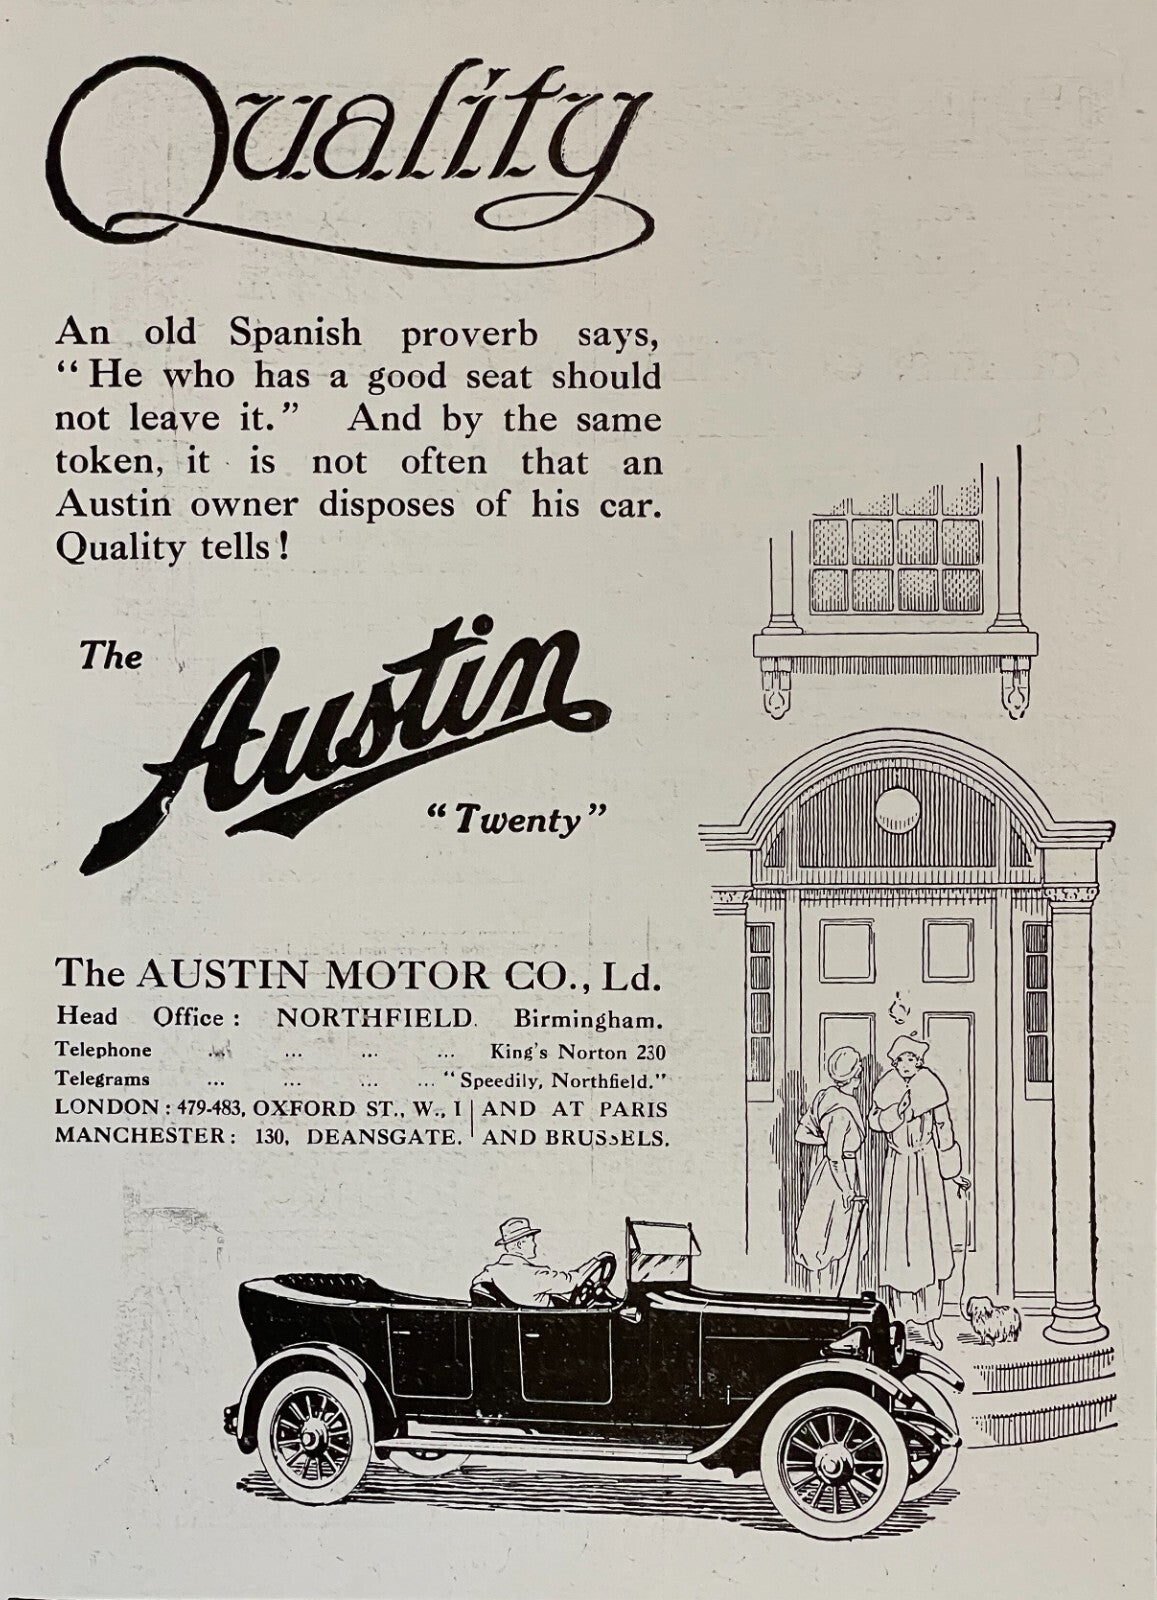 Quality
An old Spanish proverb says,
“He who has a good seat should
not leave it.” And by the same
token, it is not often that an
Austin owner disposes of his car.
Quality tells!
The
Austin
“Twenty”
The AUSTIN MOTOR CO., Ld.
Head Office: NORTHFIELD. Birmingham.
Telephone ... ... ... ... King's Norton 230
Telegrams ... ... ... ... “Speedily, Northfield.”
LONDON: 479-483, OXFORD ST., W., 1 | AND AT PARIS
MANCHESTER: 130, DEANSGATE. | AND BRUSSELS.